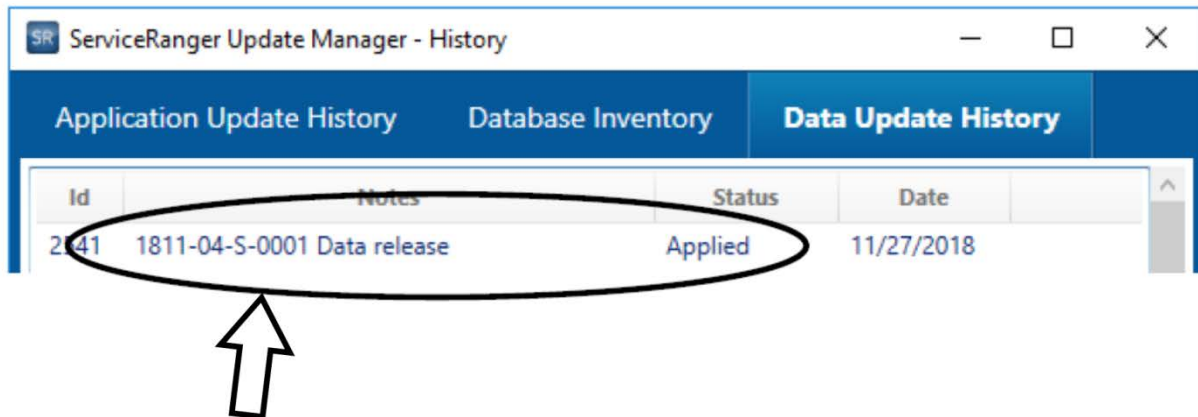 SR ServiceRanger Update Manager - History
Application Update History Database Inventory Data Update History
Id Notes Status Date
2541 1811-04-S-0001 Data release Applied 11/27/2018